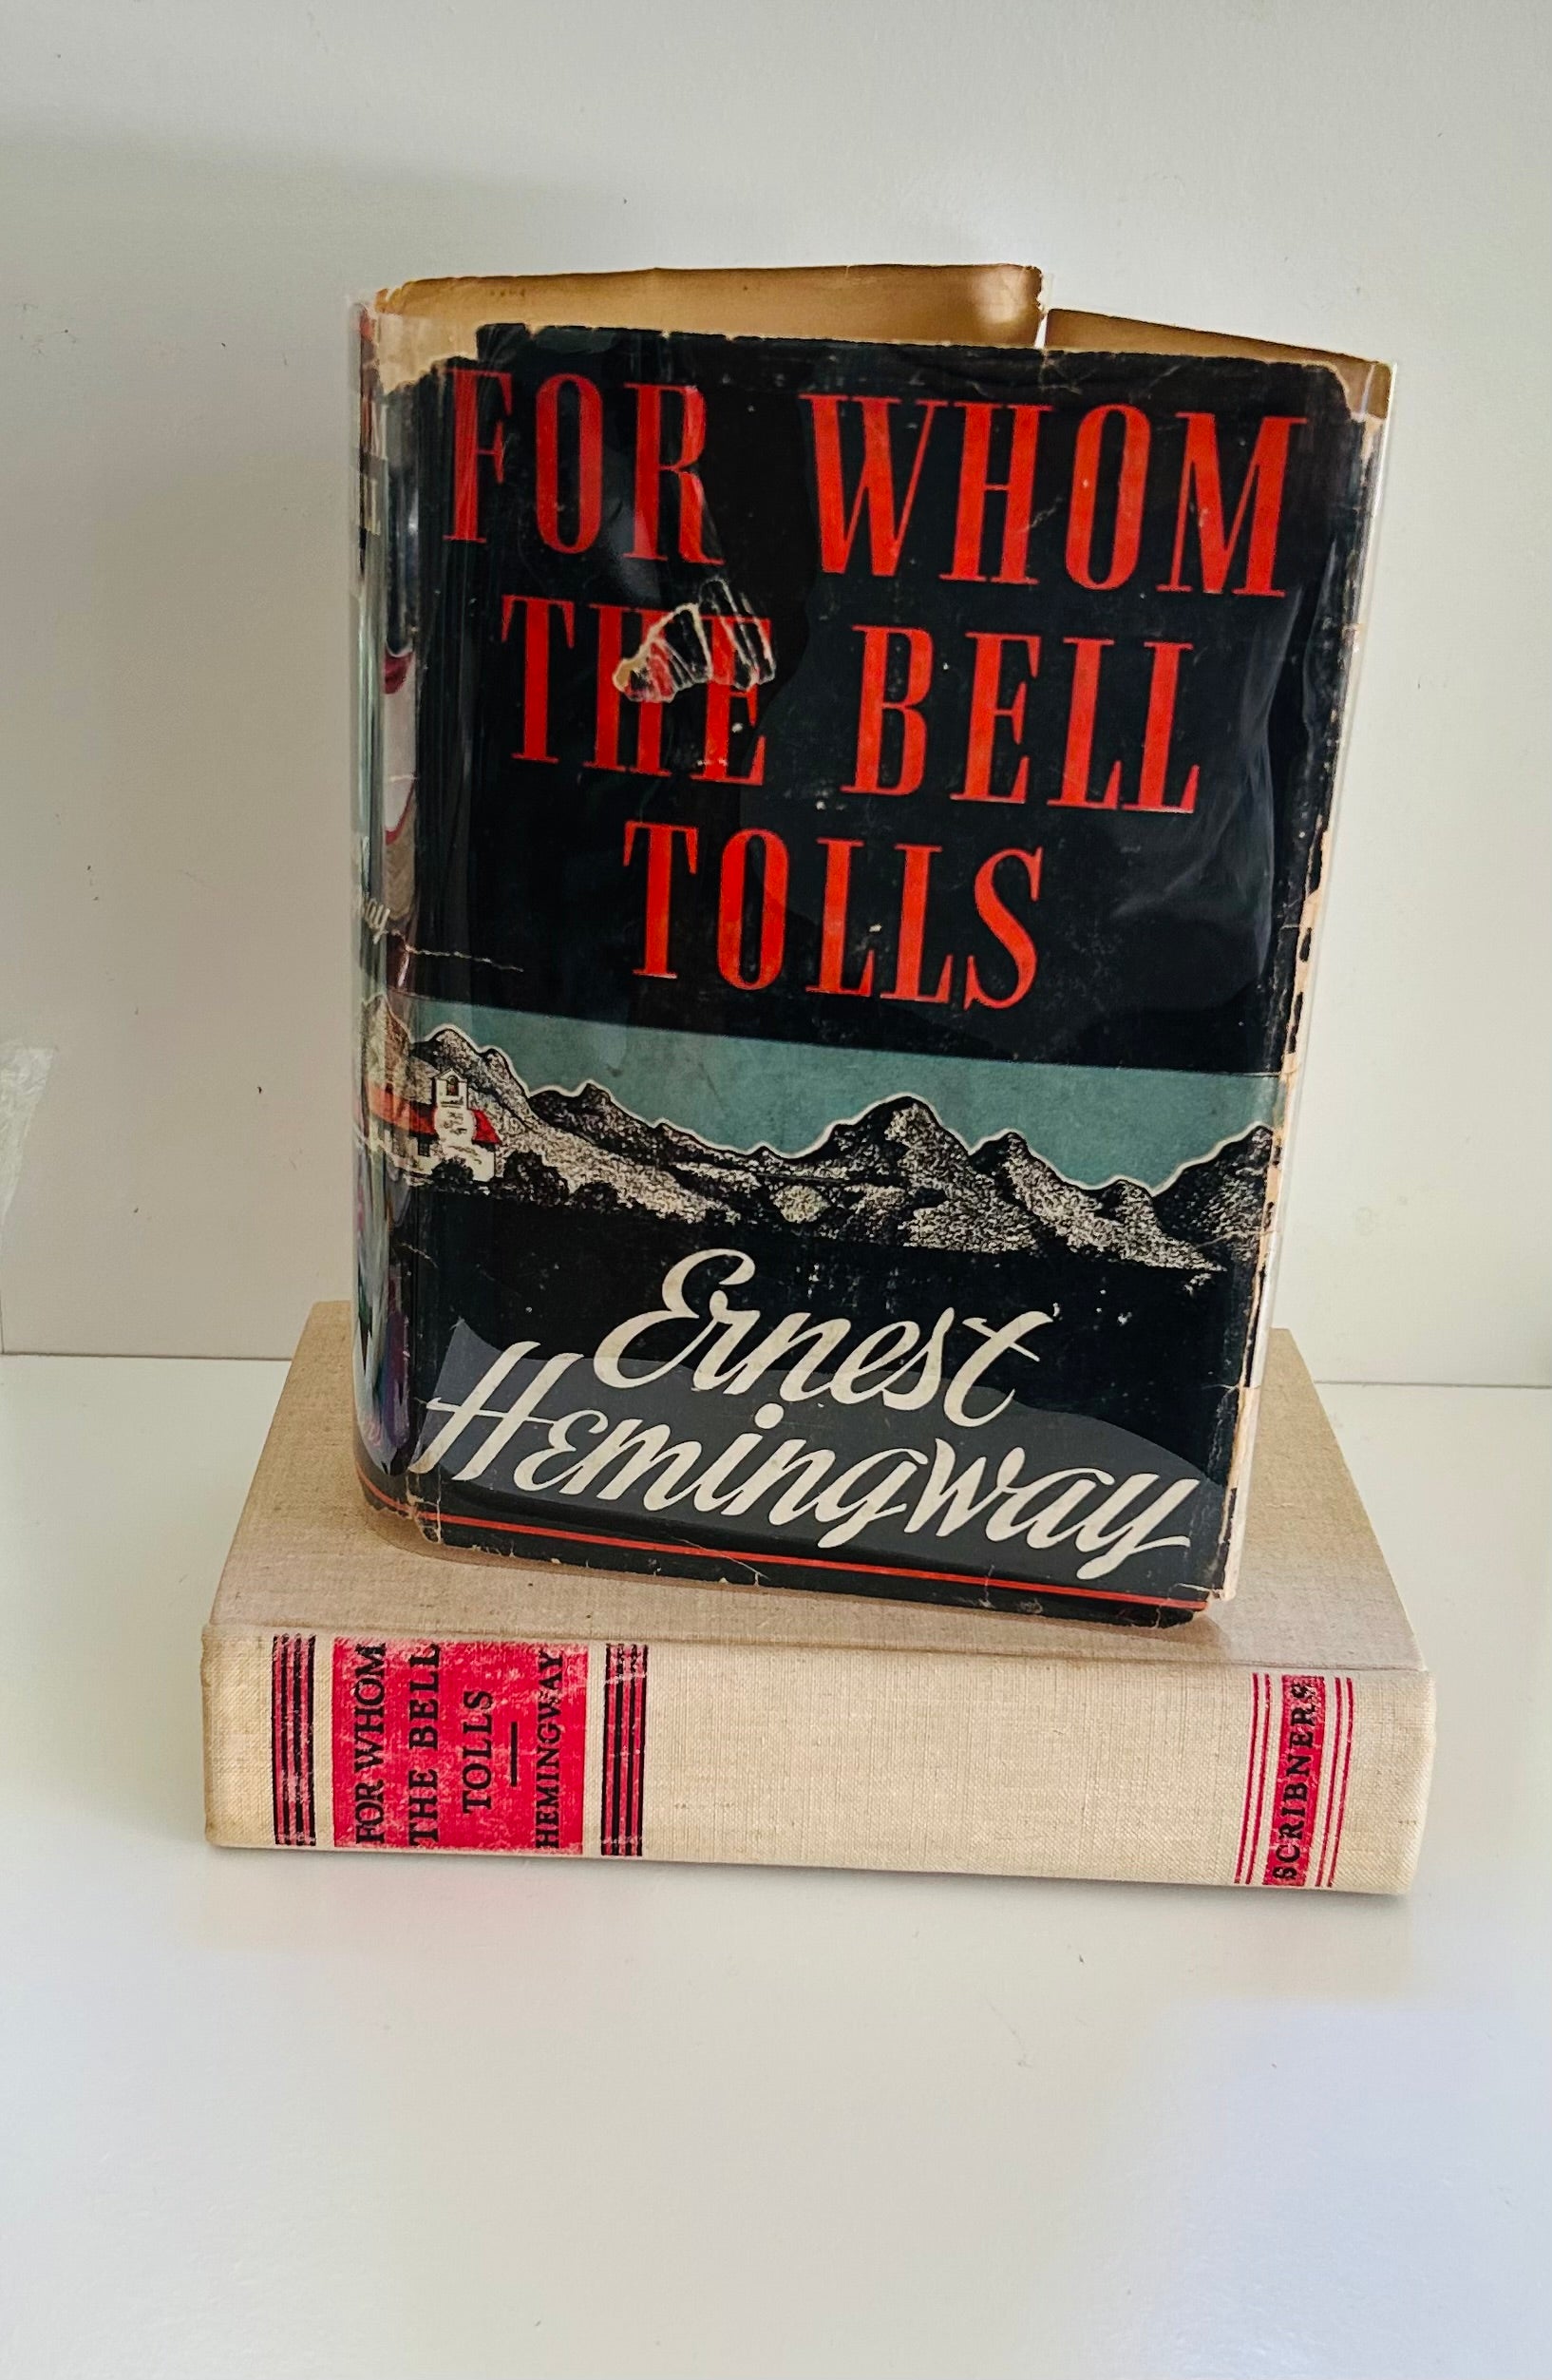 FOR WHOM
THE BELL
TOLLS
Ernest
Hemingway
FOR WHOM
THE BELL
TOLLS
HEMINGWAY
SCRIBNERS